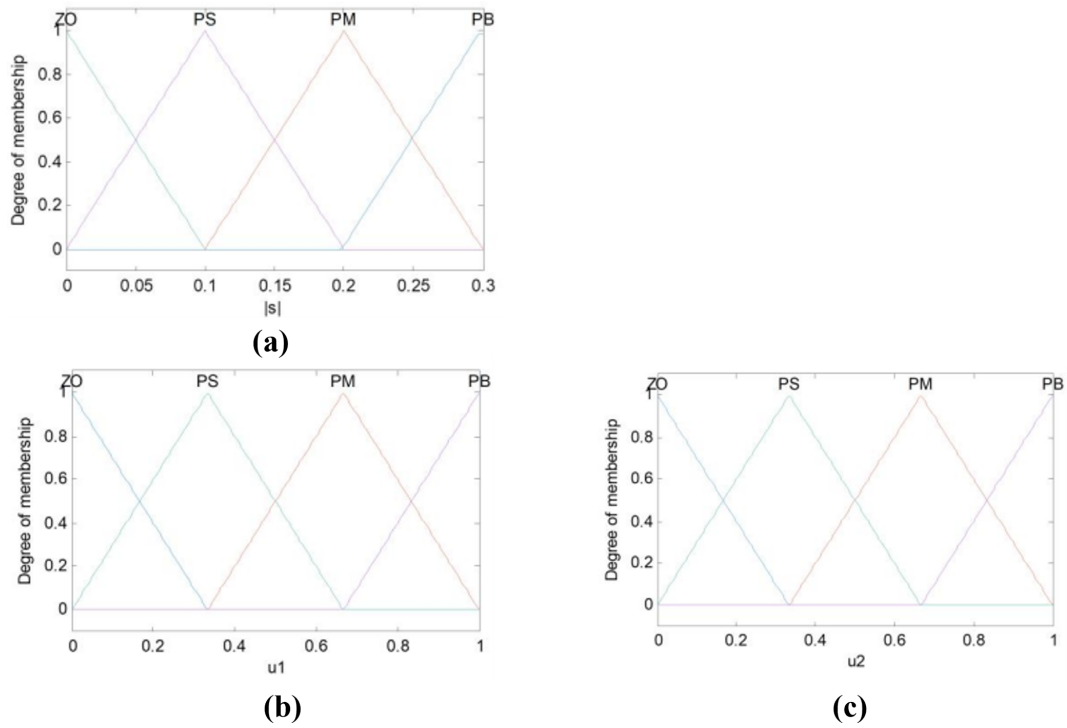 ZO PS PM PB
1
0.8
0.6
0.4
0.2
0
Degree of membership
0 0.05 0.1 0.15 0.2 0.25 0.3
|s|
(a)
ZO PS PM PB
1
0.8
0.6
0.4
0.2
0
Degree of membership
0 0.2 0.4 0.6 0.8 1
u1
(b)
ZO PS PM PB
1
0.8
0.6
0.4
0.2
0
Degree of membership
0 0.2 0.4 0.6 0.8 1
u2
(c)